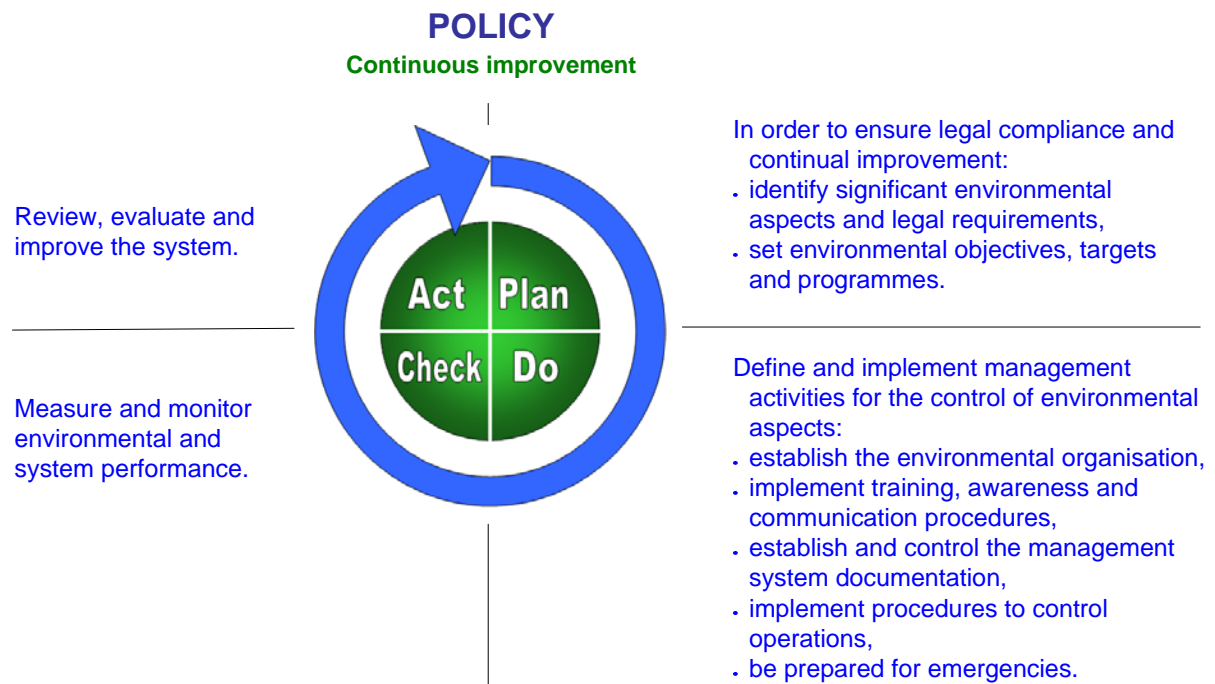 POLICY
Continuous improvement
In order to ensure legal compliance and
continual improvement:
. identify significant environmental
aspects and legal requirements,
. set environmental objectives, targets
and programmes.
Review, evaluate and
improve the system.
Act Plan
Check Do
Measure and monitor
environmental and
system performance.
Define and implement management
activities for the control of environmental
aspects:
. establish the environmental organisation,
. implement training, awareness and
communication procedures,
. establish and control the management
system documentation,
. implement procedures to control
operations,
. be prepared for emergencies.